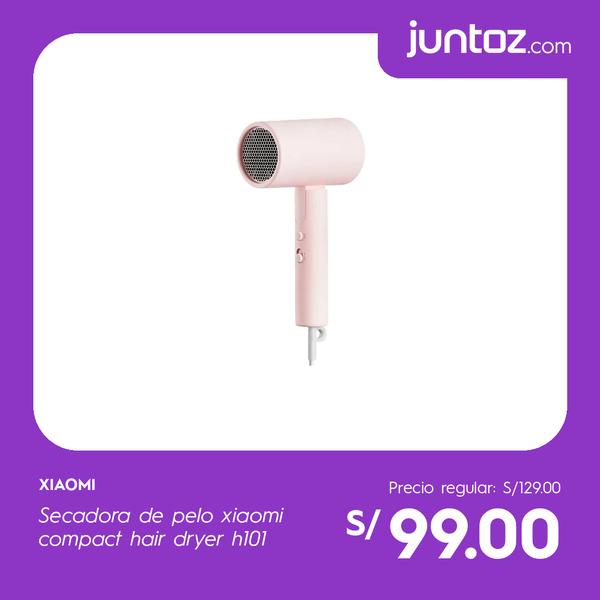 juntoz.com
XIAOMI
Secadora de pelo xiaomi
compact hair dryer h101
Precio regular: S/129.00
S/99.00